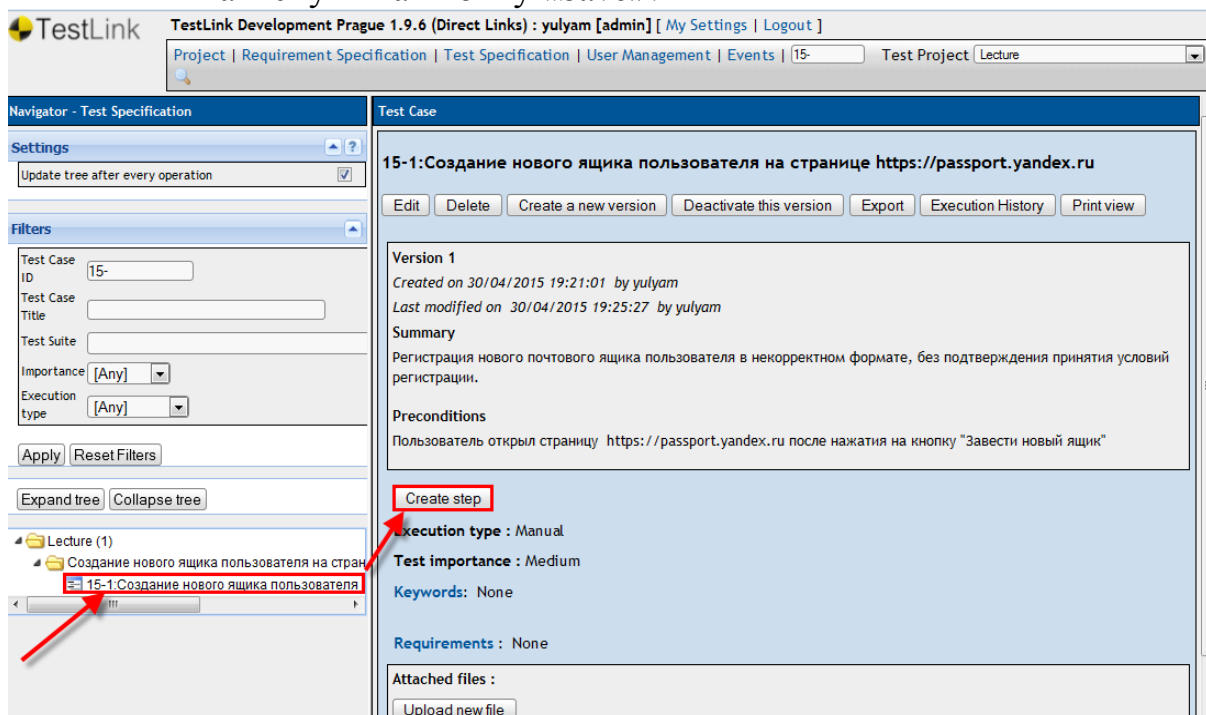 TestLink
TestLink Development Prague 1.9.6 (Direct Links) : yulyam [admin] [ My Settings | Logout ]
Project | Requirement Specification | Test Specification | User Management | Events | 15- Test Project Lecture
Navigator - Test Specification
Settings
Update tree after every operation
Filters
Test Case ID 15-
Test Case Title
Test Suite
Importance [Any]
Execution type [Any]
Apply Reset Filters
Expand tree Collapse tree
Lecture (1)
Создание нового ящика пользователя на стран
15-1:Создание нового ящика пользователя
Test Case
15-1:Создание нового ящика пользователя на странице https://passport.yandex.ru
Edit Delete Create a new version Deactivate this version Export Execution History Print view
Version 1
Created on 30/04/2015 19:21:01 by yulyam
Last modified on 30/04/2015 19:25:27 by yulyam
Summary
Регистрация нового почтового ящика пользователя в некорректном формате, без подтверждения принятия условий
регистрации.
Preconditions
Пользователь открыл страницу https://passport.yandex.ru после нажатия на кнопку "Завести новый ящик"
Create step
Execution type : Manual
Test importance : Medium
Keywords: None
Requirements : None
Attached files :
Upload new file